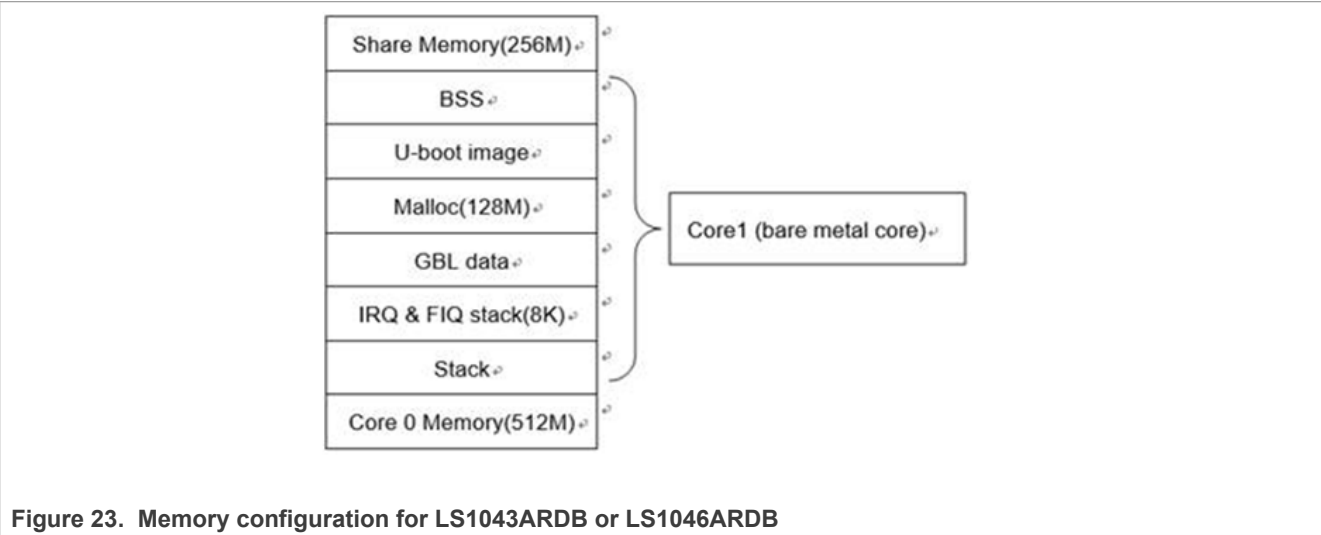 Share Memory(256M)
BSS
U-boot image
Malloc(128M)
GBL data
IRQ & FIQ stack(8K)
Stack
Core 0 Memory(512M)
Core1 (bare metal core)
Figure 23. Memory configuration for LS1043ARDB or LS1046ARDB